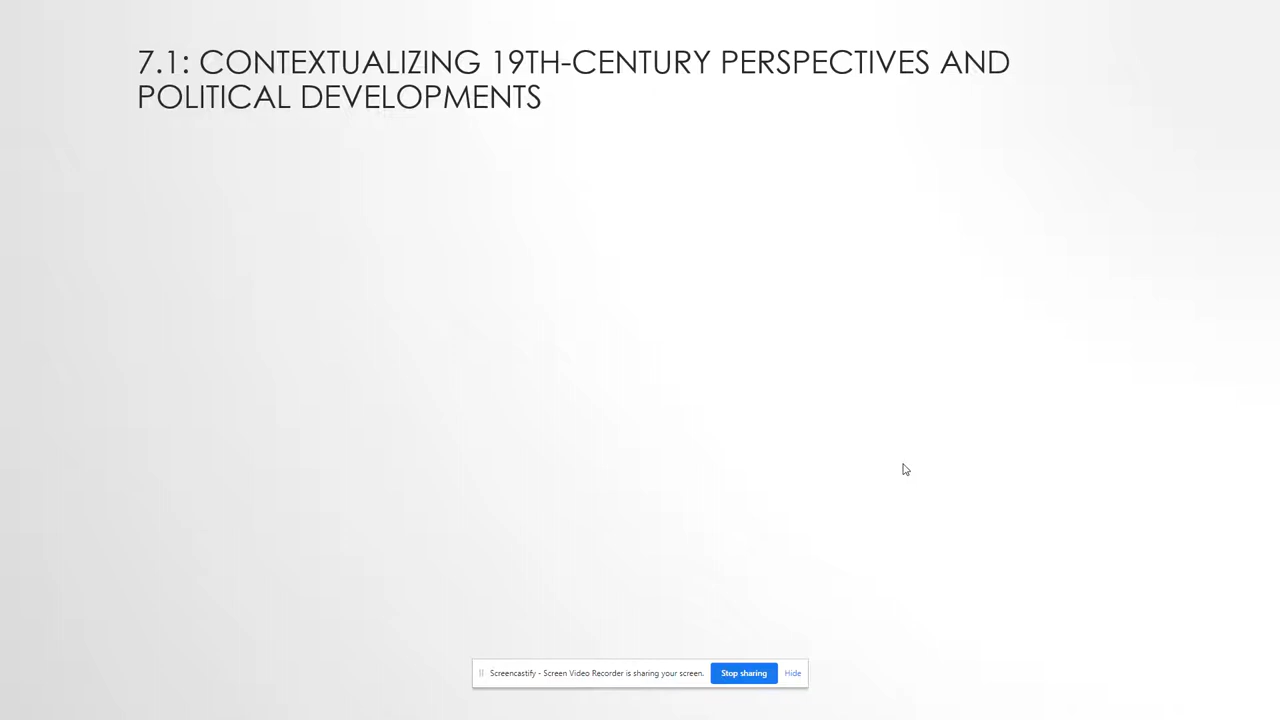 7.1: CONTEXTUALIZING 19TH-CENTURY PERSPECTIVES AND
POLITICAL DEVELOPMENTS
Screencastify - Screen Video Recorder is sharing your screen. Stop sharing Hide